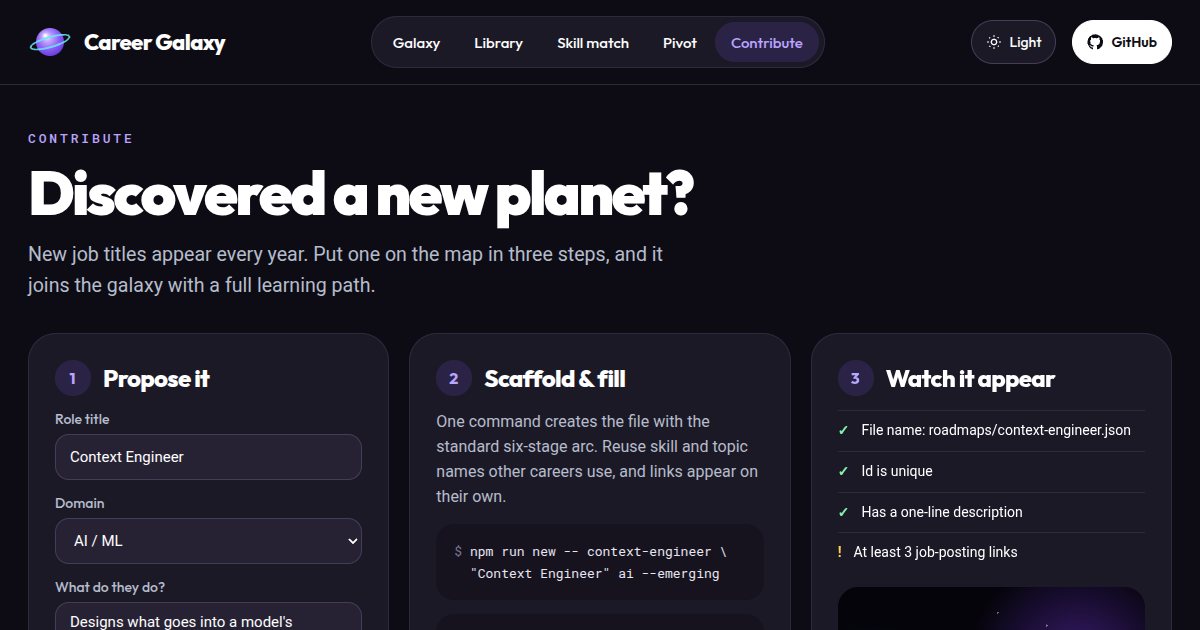 Career Galaxy
Galaxy
Library
Skill match
Pivot
Contribute
Light
GitHub
CONTRIBUTE
Discovered a new planet?
New job titles appear every year. Put one on the map in three steps, and it
joins the galaxy with a full learning path.
1
Propose it
Role title
Context Engineer
Domain
AI / ML
What do they do?
Designs what goes into a model's
2
Scaffold & fill
One command creates the file with the
standard six-stage arc. Reuse skill and topic
names other careers use, and links appear on
their own.
$ npm run new -- context-engineer \
"Context Engineer" ai --emerging
3
Watch it appear
✓ File name: roadmaps/context-engineer.json
✓ Id is unique
✓ Has a one-line description
! At least 3 job-posting links